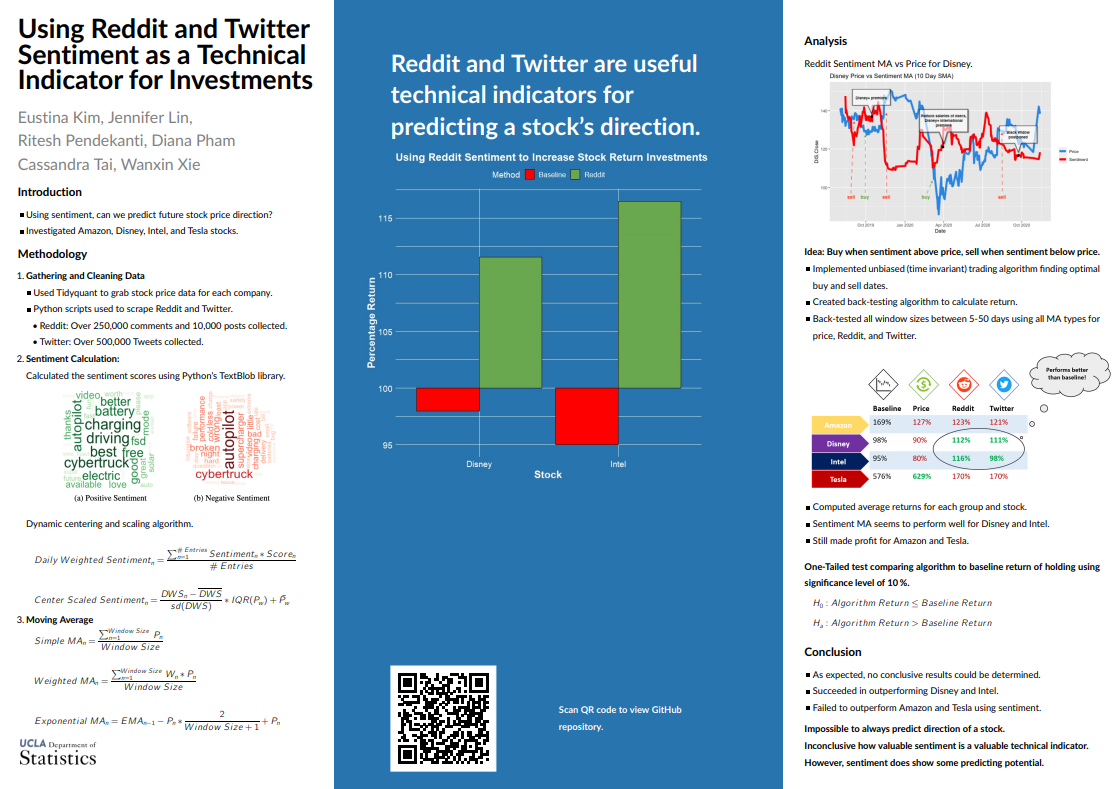 Using Reddit and Twitter
Sentiment as a Technical
Indicator for Investments
Eustina Kim, Jennifer Lin,
Ritesh Pendekanti, Diana Pham
Cassandra Tai, Wanxin Xie
Introduction
Using sentiment, can we predict future stock price direction?
Investigated Amazon, Disney, Intel, and Tesla stocks.
Methodology
1. Gathering and Cleaning Data
Used Tidyquant to grab stock price data for each company.
Python scripts used to scrape Reddit and Twitter.
Reddit: Over 250,000 comments and 10,000 posts collected.
Twitter: Over 500,000 Tweets collected.
2. Sentiment Calculation:
Calculated the sentiment scores using Python's TextBlob library.
video worth
better
battery
thanks autopilot charging mode
driving fsd
best free
cybertruck good great solar
electric
future
available love auto
performance
broken wrong autopilot supercharger
night
hard
cybertruck
(a) Positive Sentiment
(b) Negative Sentiment
Dynamic centering and scaling algorithm.
Daily Weighted Sentiment_n = ∑_{n=1}^{# Entries} Sentiment_n * Score_n / # Entries
Center Scaled Sentiment_n = DWS_n − \overline{DWS} / sd(DWS) * IQR(P_w) + \bar{P}_w
3. Moving Average
Simple MA_n = ∑_{n=1}^{Window Size} P_n / Window Size
Weighted MA_n = ∑_{n=1}^{Window Size} W_n * P_n / Window Size
Exponential MA_n = EMA_{n−1} − P_n * 2 / Window Size + 1 + P_n
UCLA Department of
Statistics
Reddit and Twitter are useful
technical indicators for
predicting a stock's direction.
Using Reddit Sentiment to Increase Stock Return Investments
Method Baseline Reddit
Percentage Return
115
110
105
100
95
Disney Intel
Stock
Scan QR code to view GitHub
repository.
Analysis
Reddit Sentiment MA vs Price for Disney.
Disney Price vs Sentiment MA (10 Day SMA)
Disney+ premiere
Black Widow
postponed
DIS.Close
140
120
100
sell buy sell buy sell
Oct 2019 Jan 2020 Apr 2020 Jul 2020 Oct 2020
Date
Price
Sentiment
Idea: Buy when sentiment above price, sell when sentiment below price.
Implemented unbiased (time invariant) trading algorithm finding optimal
buy and sell dates.
Created back-testing algorithm to calculate return.
Back-tested all window sizes between 5-50 days using all MA types for
price, Reddit, and Twitter.
Performs better
than baseline!
Baseline Price Reddit Twitter
Amazon 169% 127% 123% 121%
Disney 98% 90% 112% 111%
Intel 95% 80% 116% 98%
Tesla 576% 629% 170% 170%
Computed average returns for each group and stock.
Sentiment MA seems to perform well for Disney and Intel.
Still made profit for Amazon and Tesla.
One-Tailed test comparing algorithm to baseline return of holding using
significance level of 10 %.
H_0 : Algorithm Return ≤ Baseline Return
H_a : Algorithm Return > Baseline Return
Conclusion
As expected, no conclusive results could be determined.
Succeeded in outperforming Disney and Intel.
Failed to outperform Amazon and Tesla using sentiment.
Impossible to always predict direction of a stock.
Inconclusive how valuable sentiment is a valuable technical indicator.
However, sentiment does show some predicting potential.